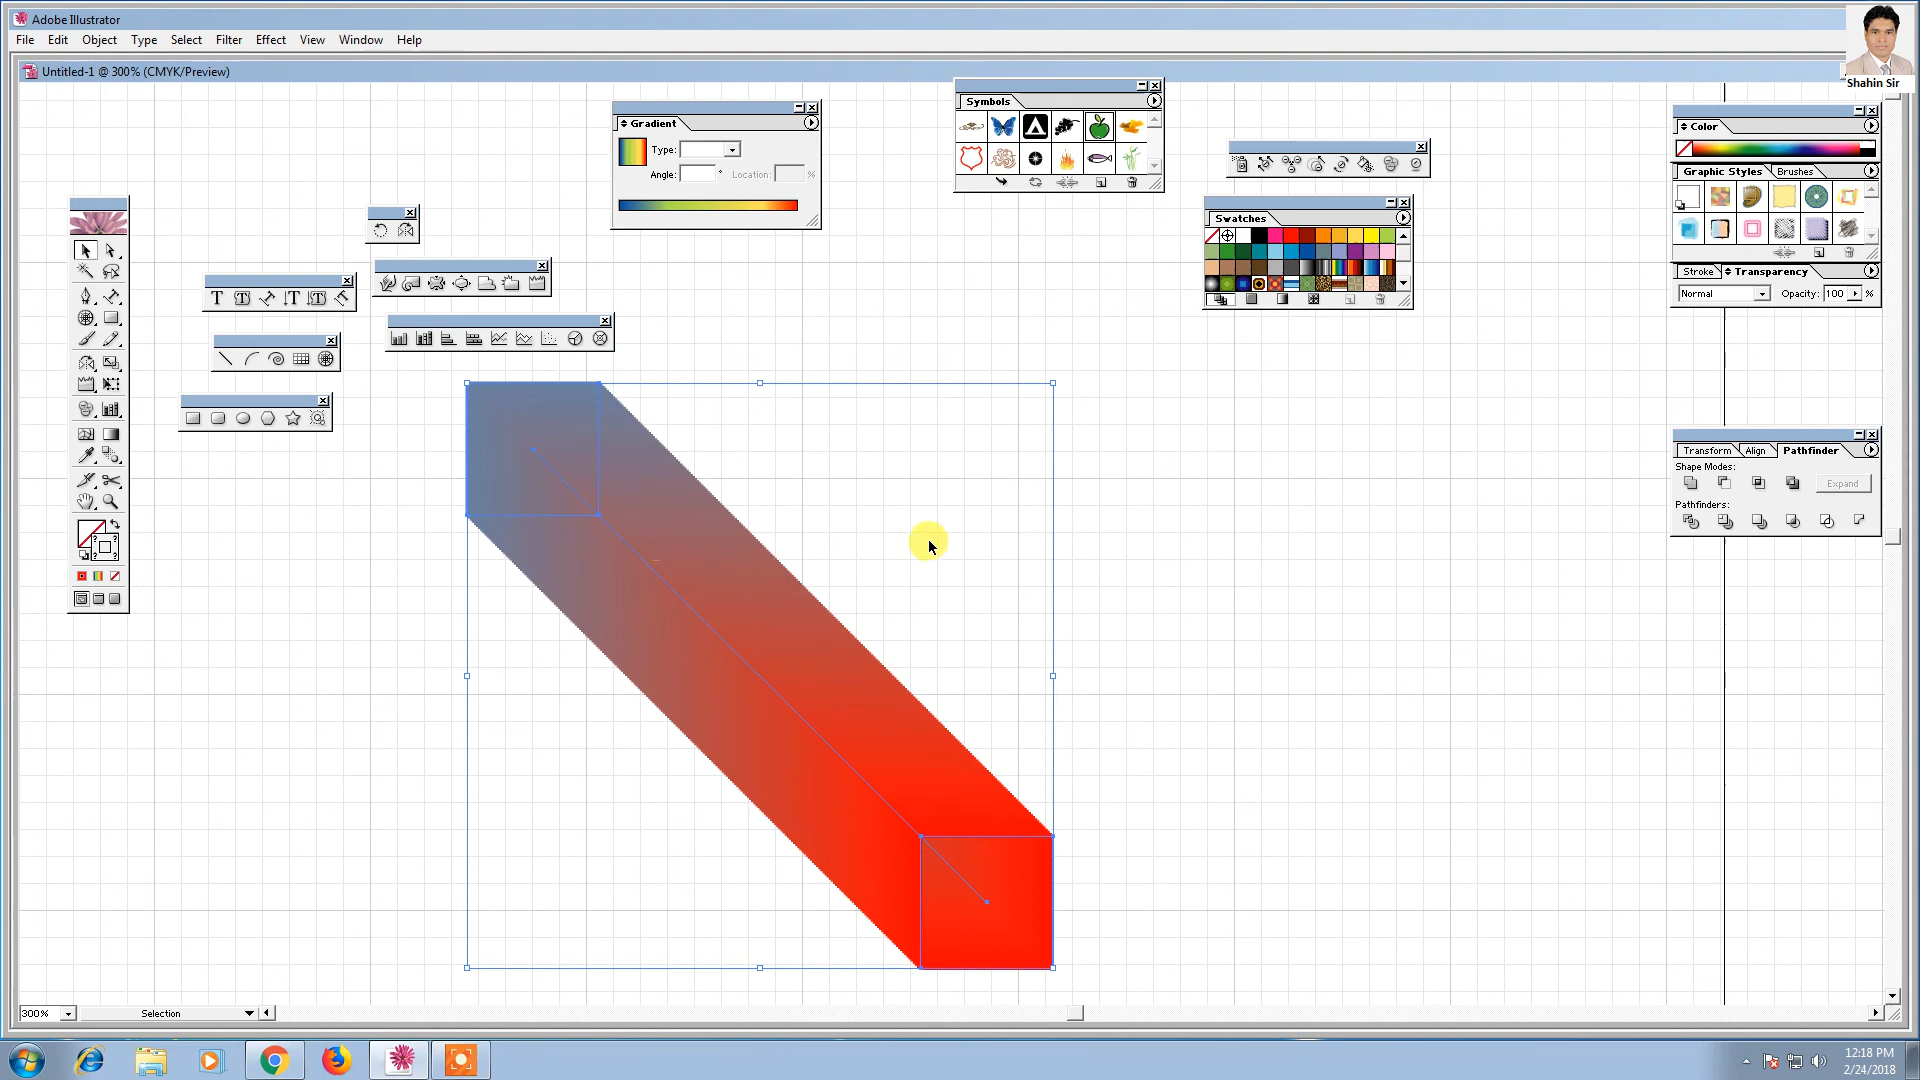 Adobe Illustrator
File Edit Object Type Select Filter Effect View Window Help
Shahin Sir
Untitled-1 @ 300% (CMYK/Preview)
Gradient
Type:
Angle: ° Location: %
Symbols
Swatches
Color
Graphic Styles Brushes
Stroke Transparency
Normal Opacity: 100 %
Transform Align Pathfinder
Shape Modes:
Expand
Pathfinders:
300% Selection
12:18 PM
2/24/2018